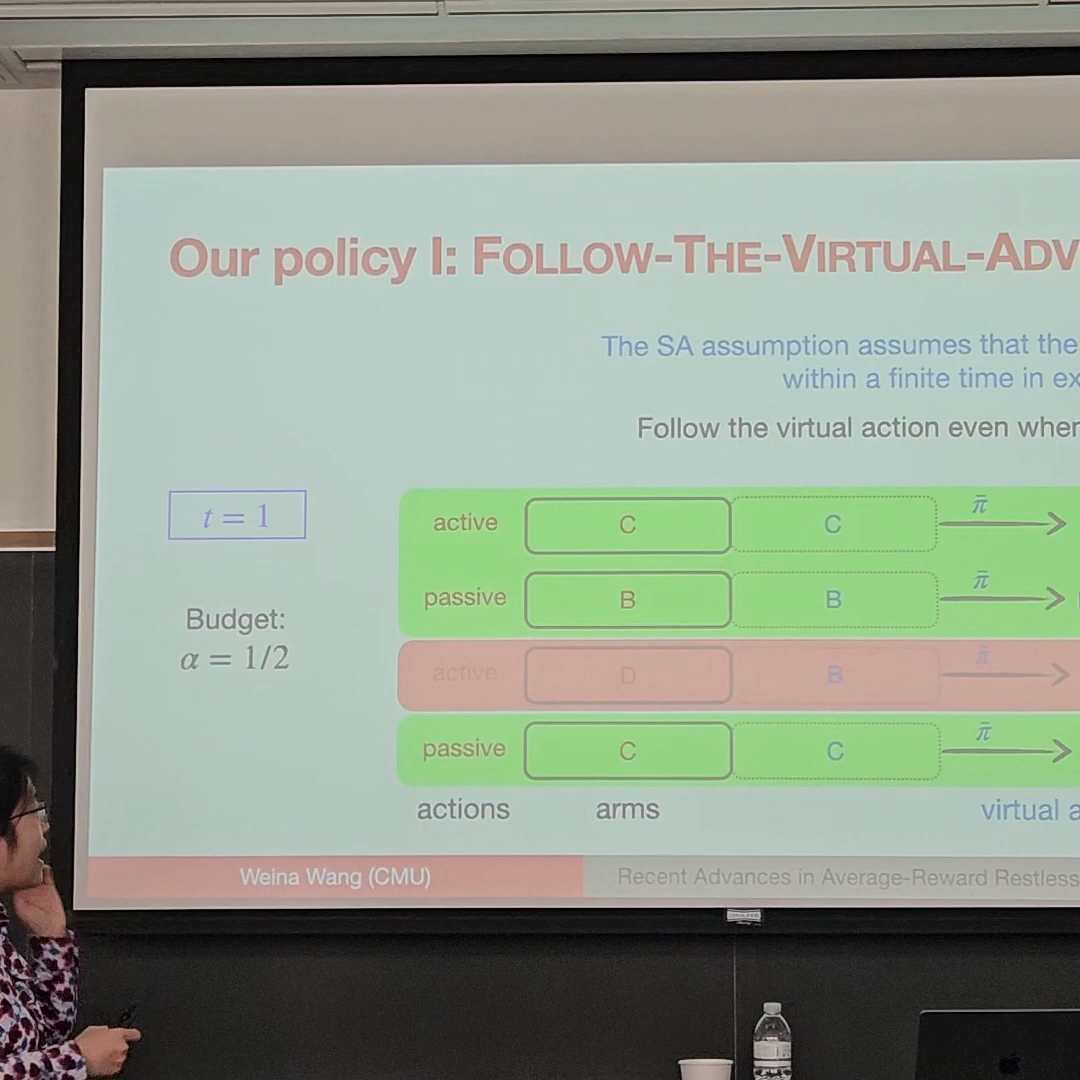 Our policy I: FOLLOW-THE-VIRTUAL-ADV
The SA assumption assumes that the
within a finite time in ex
Follow the virtual action even when
t = 1
Budget:
α = 1/2
active C C π̄
passive B B π̄
active D B π̄
passive C C π̄
actions arms virtual a
Weina Wang (CMU) Recent Advances in Average-Reward Restless